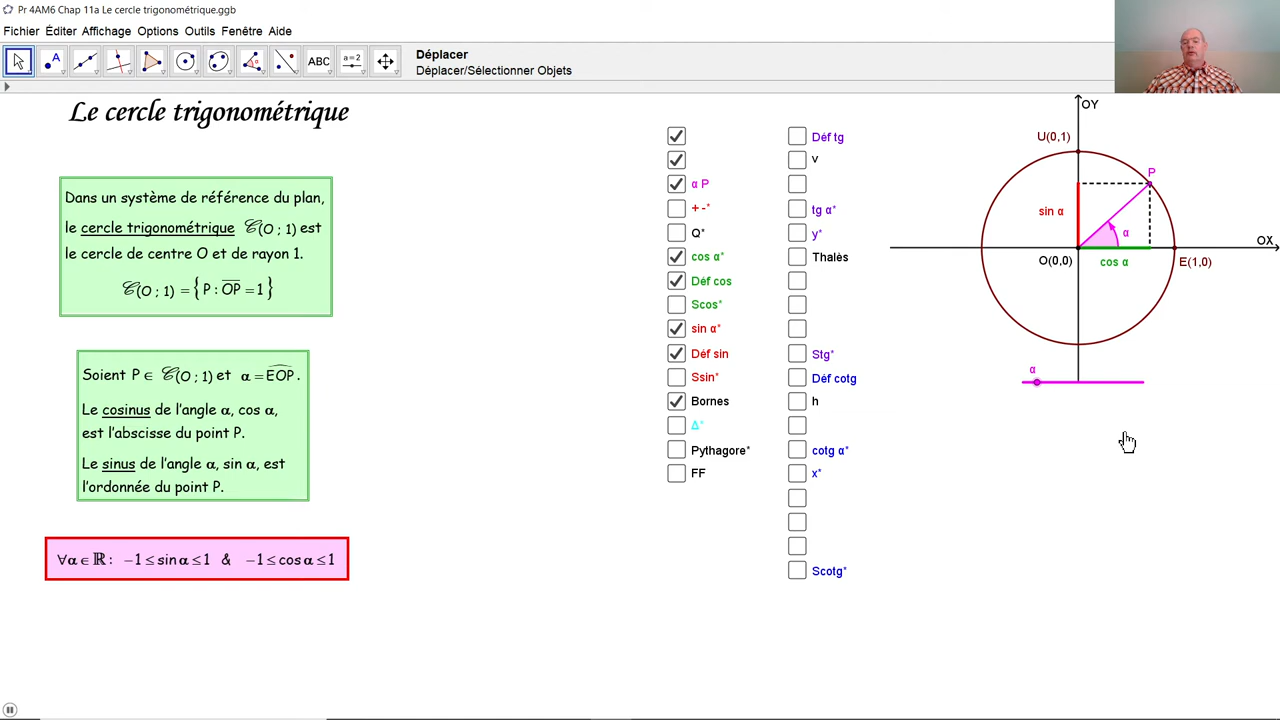 Pr 4AM6 Chap 11a Le cercle trigonométrique.ggb
Fichier Éditer Affichage Options Outils Fenêtre Aide
A
ABC
a=2
Déplacer
Déplacer/Sélectionner Objets
Le cercle trigonométrique
Dans un système de référence du plan,
le cercle trigonométrique 𝒞(O ; 1) est
le cercle de centre O et de rayon 1.
𝒞(O ; 1) = { P : O̅P̅ = 1 }
Soient P ∈ 𝒞(O ; 1) et α = EOP.
Le cosinus de l'angle α, cos α,
est l'abscisse du point P.
Le sinus de l'angle α, sin α, est
l'ordonnée du point P.
∀α ∈ ℝ : −1 ≤ sin α ≤ 1 & −1 ≤ cos α ≤ 1
α P
+ -*
Q*
cos α*
Déf cos
Scos*
sin α*
Déf sin
Ssin*
Bornes
Δ*
Pythagore*
FF
Déf tg
v
tg α*
y*
Thalès
Stg*
Déf cotg
h
cotg α*
x*
Scotg*
OY
U(0,1)
P
sin α
α
OX
O(0,0)
cos α
E(1,0)
α